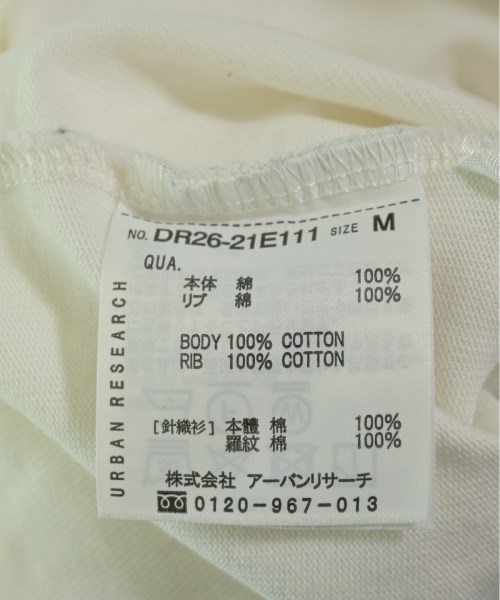 NO. DR26-21E111 SIZE M
QUA.
本体 綿 100%
リブ 綿 100%
BODY 100% COTTON
RIB 100% COTTON
[針織衫] 本體 棉 100%
羅紋 棉 100%
株式会社 アーバンリサーチ
0120-967-013
URBAN RESEARCH